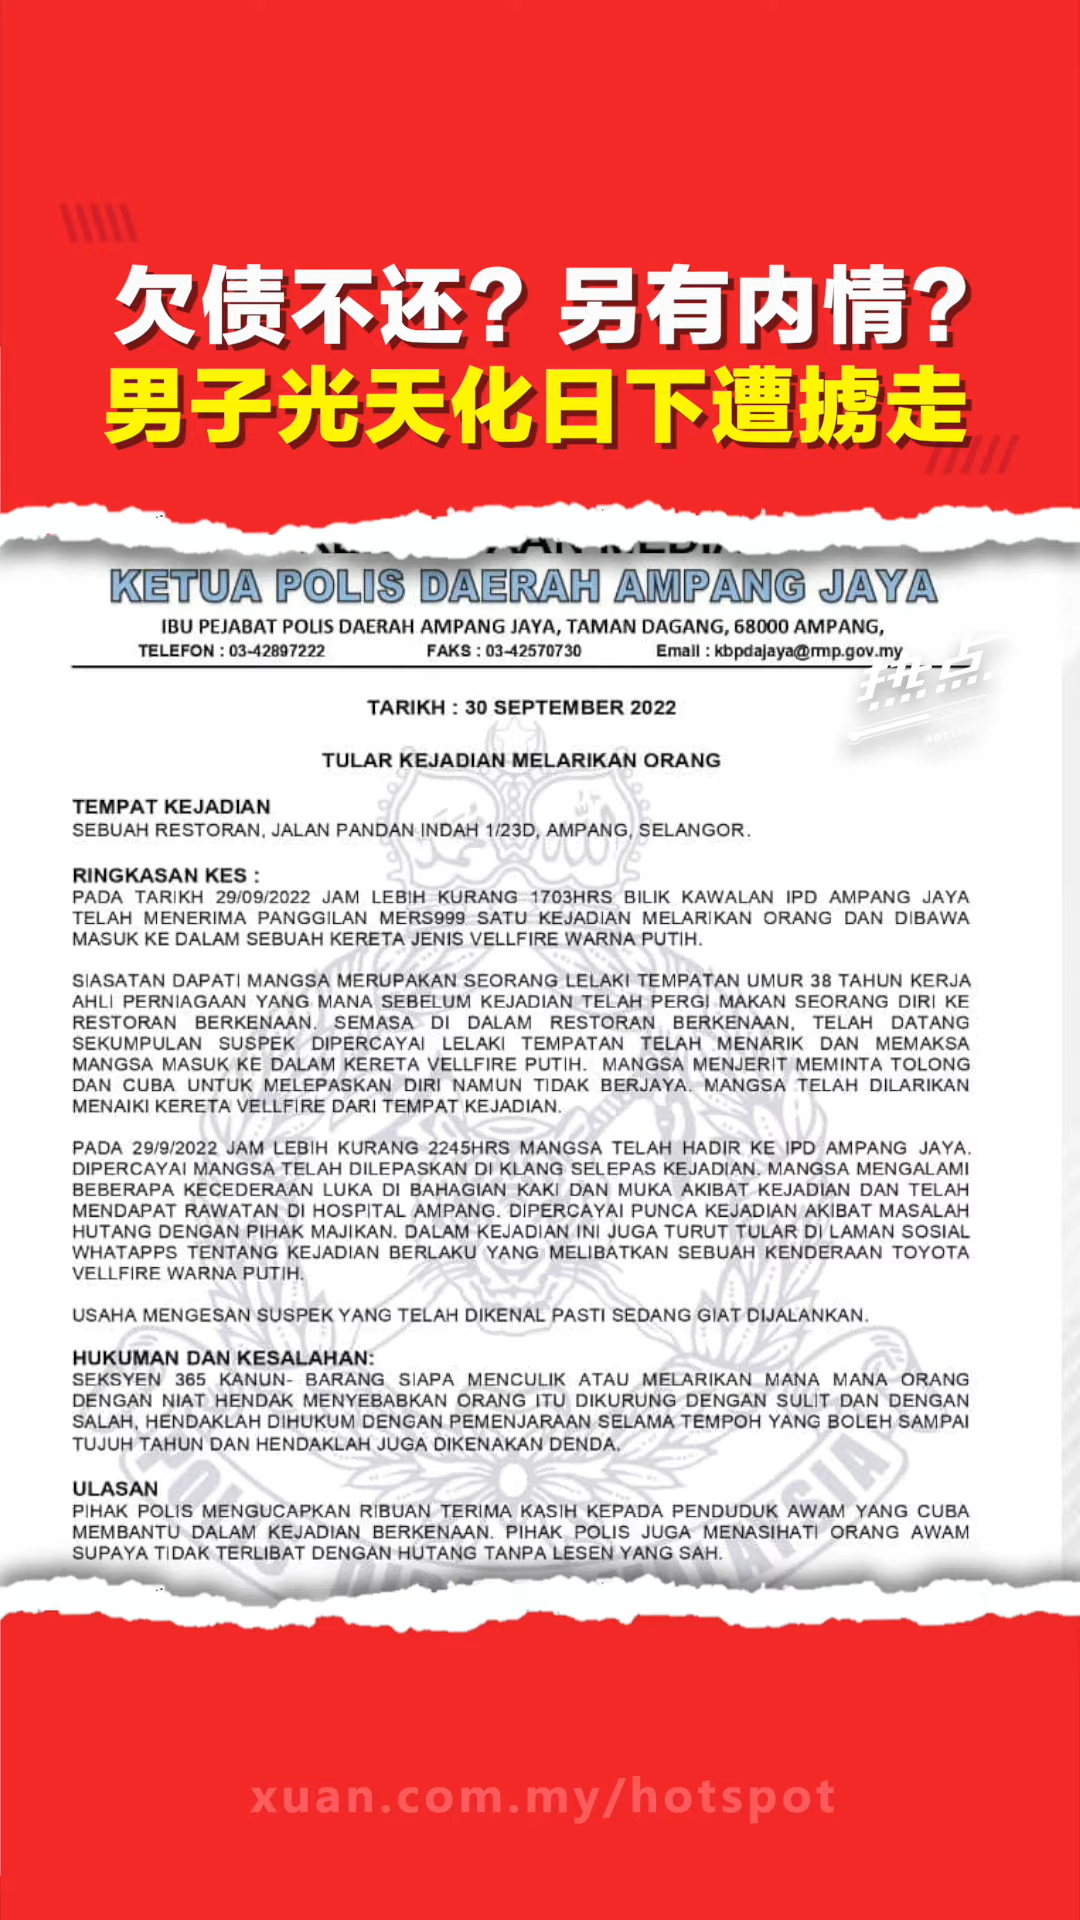 欠债不还？另有内情？
男子光天化日下遭掳走
KETUA POLIS DAERAH AMPANG JAYA
IBU PEJABAT POLIS DAERAH AMPANG JAYA, TAMAN DAGANG, 68000 AMPANG,
TELEFON : 03-42897222 FAKS : 03-42570730 Email : kbpdajaya@rmp.gov.my
热点
TARIKH : 30 SEPTEMBER 2022
TULAR KEJADIAN MELARIKAN ORANG
TEMPAT KEJADIAN
SEBUAH RESTORAN, JALAN PANDAN INDAH 1/23D, AMPANG, SELANGOR.
RINGKASAN KES :
PADA TARIKH 29/09/2022 JAM LEBIH KURANG 1703HRS BILIK KAWALAN IPD AMPANG JAYA
TELAH MENERIMA PANGGILAN MERS999 SATU KEJADIAN MELARIKAN ORANG DAN DIBAWA
MASUK KE DALAM SEBUAH KERETA JENIS VELLFIRE WARNA PUTIH.
SIASATAN DAPATI MANGSA MERUPAKAN SEORANG LELAKI TEMPATAN UMUR 38 TAHUN KERJA
AHLI PERNIAGAAN YANG MANA SEBELUM KEJADIAN TELAH PERGI MAKAN SEORANG DIRI KE
RESTORAN BERKENAAN. SEMASA DI DALAM RESTORAN BERKENAAN, TELAH DATANG
SEKUMPULAN SUSPEK DIPERCAYAI LELAKI TEMPATAN TELAH MENARIK DAN MEMAKSA
MANGSA MASUK KE DALAM KERETA VELLFIRE PUTIH. MANGSA MENJERIT MEMINTA TOLONG
DAN CUBA UNTUK MELEPASKAN DIRI NAMUN TIDAK BERJAYA. MANGSA TELAH DILARIKAN
MENAIKI KERETA VELLFIRE DARI TEMPAT KEJADIAN.
PADA 29/9/2022 JAM LEBIH KURANG 2245HRS MANGSA TELAH HADIR KE IPD AMPANG JAYA.
DIPERCAYAI MANGSA TELAH DILEPASKAN DI KLANG SELEPAS KEJADIAN. MANGSA MENGALAMI
BEBERAPA KECEDERAAN LUKA DI BAHAGIAN KAKI DAN MUKA AKIBAT KEJADIAN DAN TELAH
MENDAPAT RAWATAN DI HOSPITAL AMPANG. DIPERCAYAI PUNCA KEJADIAN AKIBAT MASALAH
HUTANG DENGAN PIHAK MAJIKAN. DALAM KEJADIAN INI JUGA TURUT TULAR DI LAMAN SOSIAL
WHATAPPS TENTANG KEJADIAN BERLAKU YANG MELIBATKAN SEBUAH KENDERAAN TOYOTA
VELLFIRE WARNA PUTIH.
USAHA MENGESAN SUSPEK YANG TELAH DIKENAL PASTI SEDANG GIAT DIJALANKAN.
HUKUMAN DAN KESALAHAN:
SEKSYEN 365 KANUN- BARANG SIAPA MENCULIK ATAU MELARIKAN MANA MANA ORANG
DENGAN NIAT HENDAK MENYEBABKAN ORANG ITU DIKURUNG DENGAN SULIT DAN DENGAN
SALAH, HENDAKLAH DIHUKUM DENGAN PEMENJARAAN SELAMA TEMPOH YANG BOLEH SAMPAI
TUJUH TAHUN DAN HENDAKLAH JUGA DIKENAKAN DENDA.
ULASAN
PIHAK POLIS MENGUCAPKAN RIBUAN TERIMA KASIH KEPADA PENDUDUK AWAM YANG CUBA
MEMBANTU DALAM KEJADIAN BERKENAAN. PIHAK POLIS JUGA MENASIHATI ORANG AWAM
SUPAYA TIDAK TERLIBAT DENGAN HUTANG TANPA LESEN YANG SAH.
xuan.com.my/hotspot